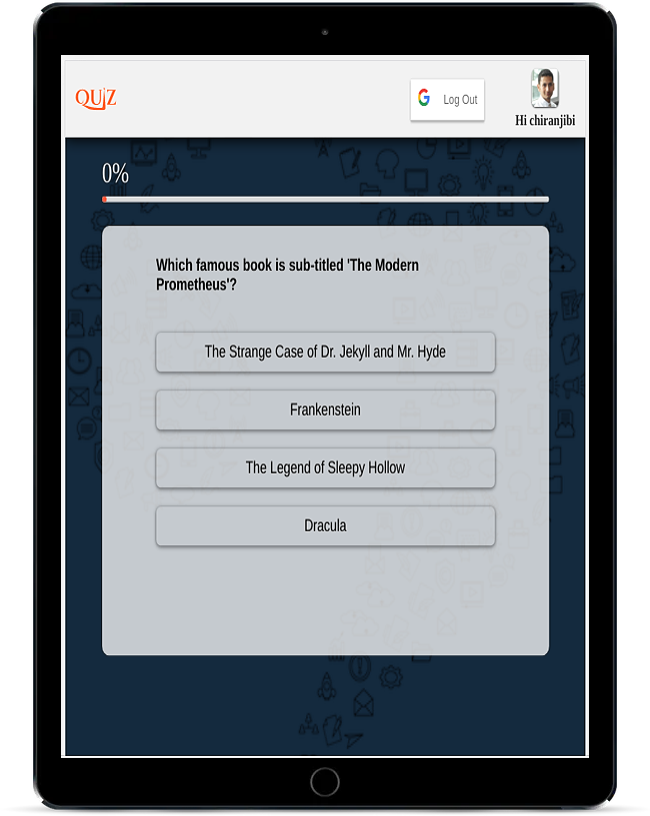 QUIZ
Log Out
Hi chiranjibi
0%
Which famous book is sub-titled 'The Modern
Prometheus'?
The Strange Case of Dr. Jekyll and Mr. Hyde
Frankenstein
The Legend of Sleepy Hollow
Dracula